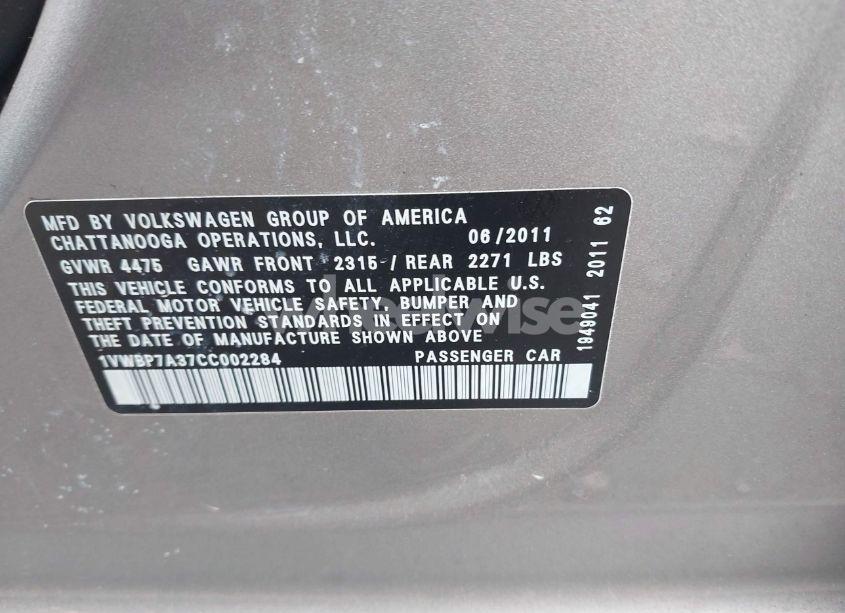 MFD BY VOLKSWAGEN GROUP OF AMERICA
CHATTANOOGA OPERATIONS, LLC. 06/2011
GVWR 4475 GAWR FRONT 2315 / REAR 2271 LBS
THIS VEHICLE CONFORMS TO ALL APPLICABLE U.S.
FEDERAL MOTOR VEHICLE SAFETY, BUMPER AND
THEFT PREVENTION STANDARDS IN EFFECT ON
THE DATE OF MANUFACTURE SHOWN ABOVE
1VWBP7A37CC002284 PASSENGER CAR
1949041 2011 62